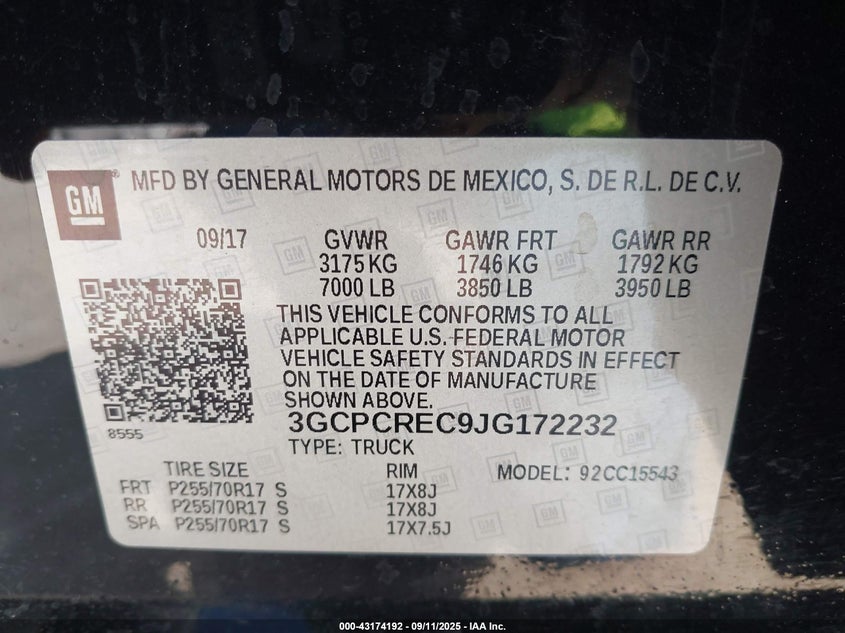 GM
MFD BY GENERAL MOTORS DE MEXICO, S. DE R.L. DE C.V.
09/17 GVWR GAWR FRT GAWR RR
3175 KG 1746 KG 1792 KG
7000 LB 3850 LB 3950 LB
THIS VEHICLE CONFORMS TO ALL
APPLICABLE U.S. FEDERAL MOTOR
VEHICLE SAFETY STANDARDS IN EFFECT
ON THE DATE OF MANUFACTURE
SHOWN ABOVE.
3GCPCREC9JG172232
8555
TYPE: TRUCK
TIRE SIZE RIM MODEL: 92CC15543
FRT P255/70R17 S 17X8J
RR P255/70R17 S 17X8J
SPA P255/70R17 S 17X7.5J
000-43174192 - 09/11/2025 - IAA Inc.